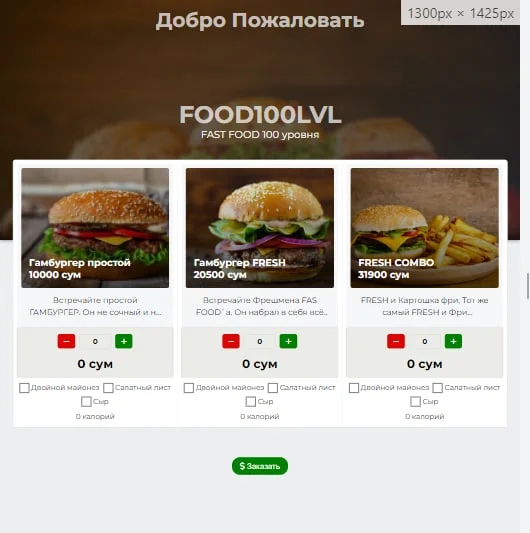 Добро Пожаловать
1300px × 1425px
FOOD100LVL
FAST FOOD 100 уровня
Гамбургер простой
10000 сум
Встречайте простой
ГАМБУРГЕР. Он не сочный и н...
0
0 сум
Двойной майонез Салатный лист
Сыр
0 калорий
Гамбургер FRESH
20500 сум
Встречайте Фрешмена FAS
FOOD`a. Он набрал в себя всё..
0
0 сум
Двойной майонез Салатный лист
Сыр
0 калорий
FRESH COMBO
31900 сум
FRESH и Картошка фри. Тот же
самый FRESH и Фри...
0
0 сум
Двойной майонез Салатный лист
Сыр
0 калорий
$ Заказать